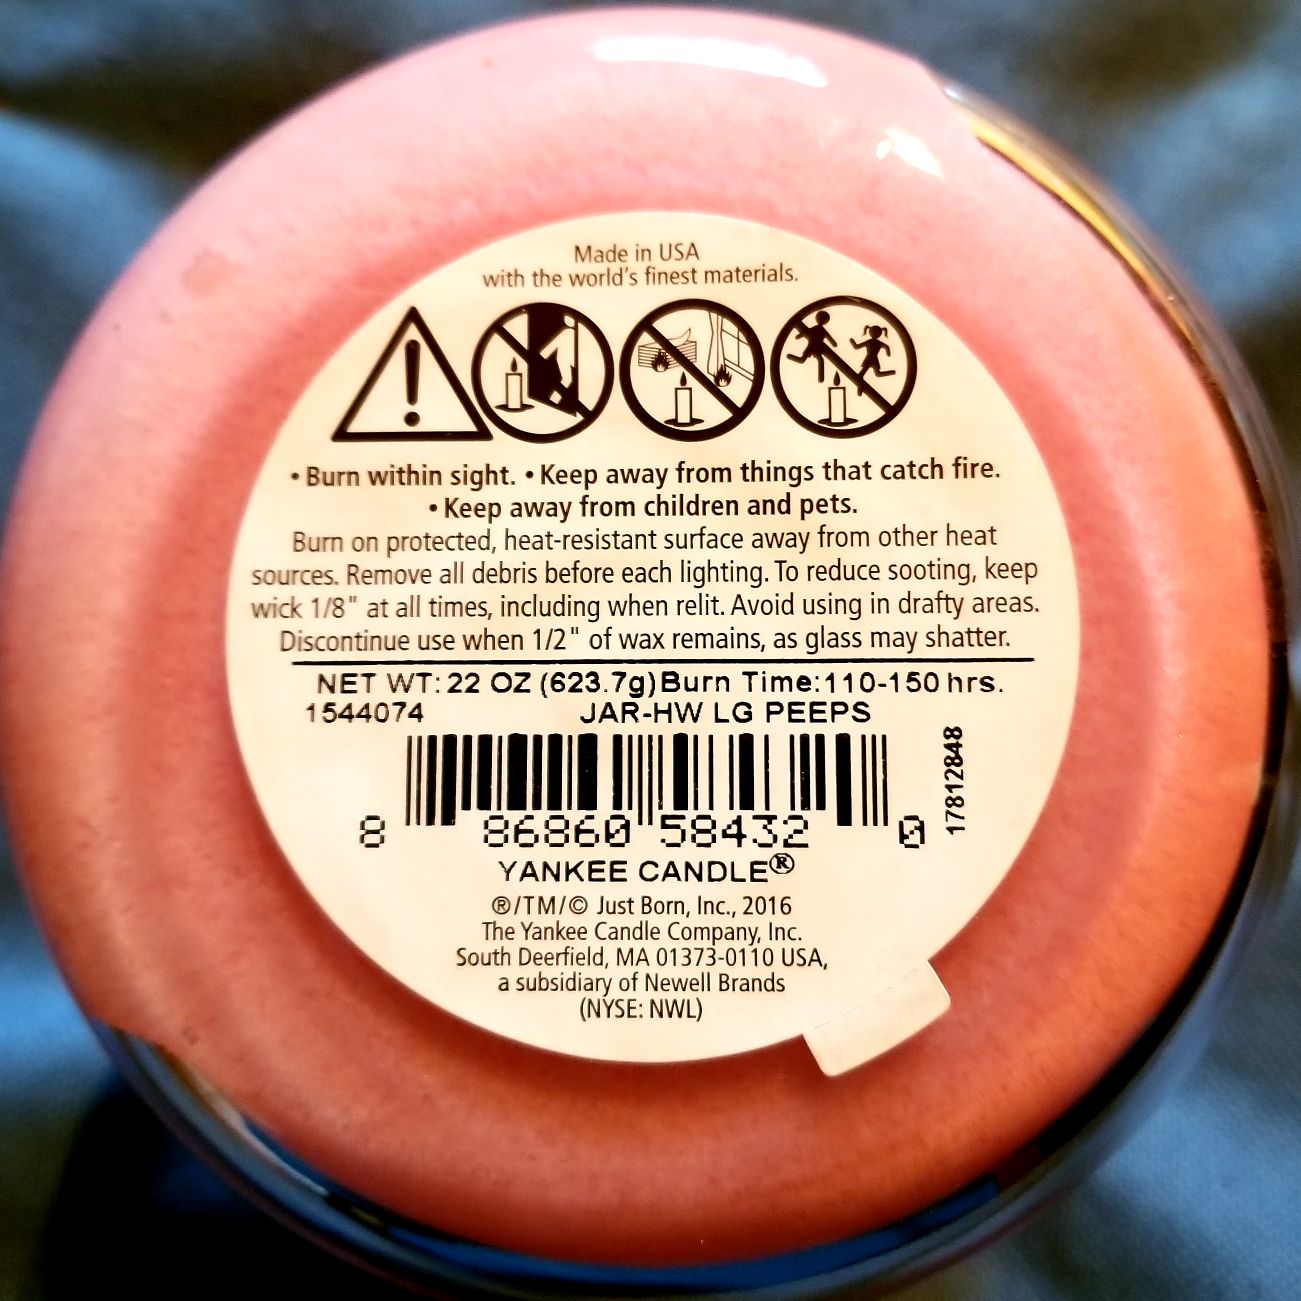 Made in USA
with the world's finest materials.
• Burn within sight. • Keep away from things that catch fire.
• Keep away from children and pets.
Burn on protected, heat-resistant surface away from other heat
sources. Remove all debris before each lighting. To reduce sooting, keep
wick 1/8" at all times, including when relit. Avoid using in drafty areas.
Discontinue use when 1/2" of wax remains, as glass may shatter.
NET WT: 22 OZ (623.7g) Burn Time:110-150 hrs.
1544074 JAR-HW LG PEEPS
17812848
8 86860 58432 0
YANKEE CANDLE®
®/TM/© Just Born, Inc., 2016
The Yankee Candle Company, Inc.
South Deerfield, MA 01373-0110 USA,
a subsidiary of Newell Brands
(NYSE: NWL)